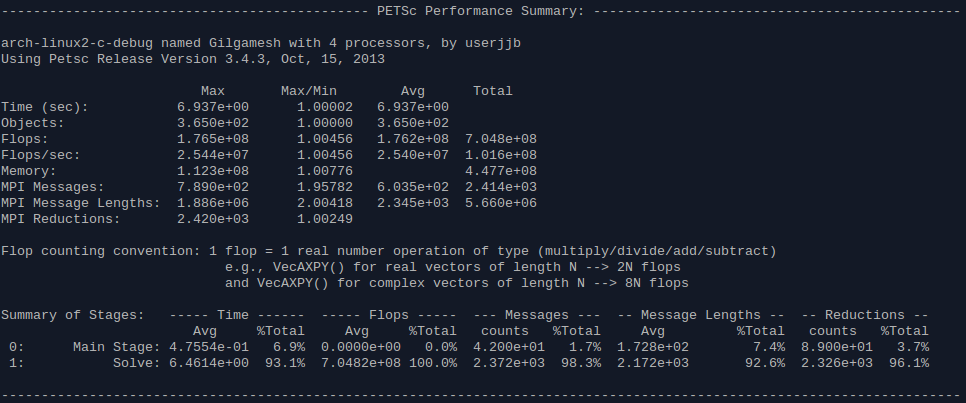 ---------------------------------------------- PETSc Performance Summary: ----------------------------------------------
arch-linux2-c-debug named Gilgamesh with 4 processors, by userjjb
Using Petsc Release Version 3.4.3, Oct, 15, 2013
                         Max       Max/Min        Avg      Total
Time (sec):           6.937e+00      1.00002   6.937e+00
Objects:              3.650e+02      1.00000   3.650e+02
Flops:                1.765e+08      1.00456   1.762e+08  7.048e+08
Flops/sec:            2.544e+07      1.00456   2.540e+07  1.016e+08
Memory:               1.123e+08      1.00776              4.477e+08
MPI Messages:         7.890e+02      1.95782   6.035e+02  2.414e+03
MPI Message Lengths:  1.886e+06      2.00418   2.345e+03  5.660e+06
MPI Reductions:       2.420e+03      1.00249
Flop counting convention: 1 flop = 1 real number operation of type (multiply/divide/add/subtract)
                            e.g., VecAXPY() for real vectors of length N --> 2N flops
                            and VecAXPY() for complex vectors of length N --> 8N flops
Summary of Stages:   ----- Time ------  ----- Flops -----  --- Messages ---  -- Message Lengths --  -- Reductions --
                        Avg     %Total     Avg     %Total   counts   %Total     Avg         %Total   counts   %Total
 0:      Main Stage: 4.7554e-01   6.9%  0.0000e+00   0.0%  4.200e+01   1.7%  1.728e+02        7.4%  8.900e+01   3.7%
 1:           Solve: 6.4614e+00  93.1%  7.0482e+08 100.0%  2.372e+03  98.3%  2.172e+03       92.6%  2.326e+03  96.1%
------------------------------------------------------------------------------------------------------------------------